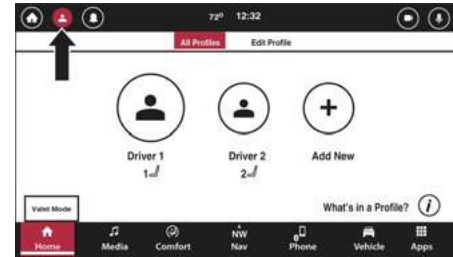 72° 12:32
All Profiles Edit Profile
Driver 1 Driver 2 Add New
1 2
Valet Mode What's in a Profile? i
NW
Home Media Comfort Nav Phone Vehicle Apps